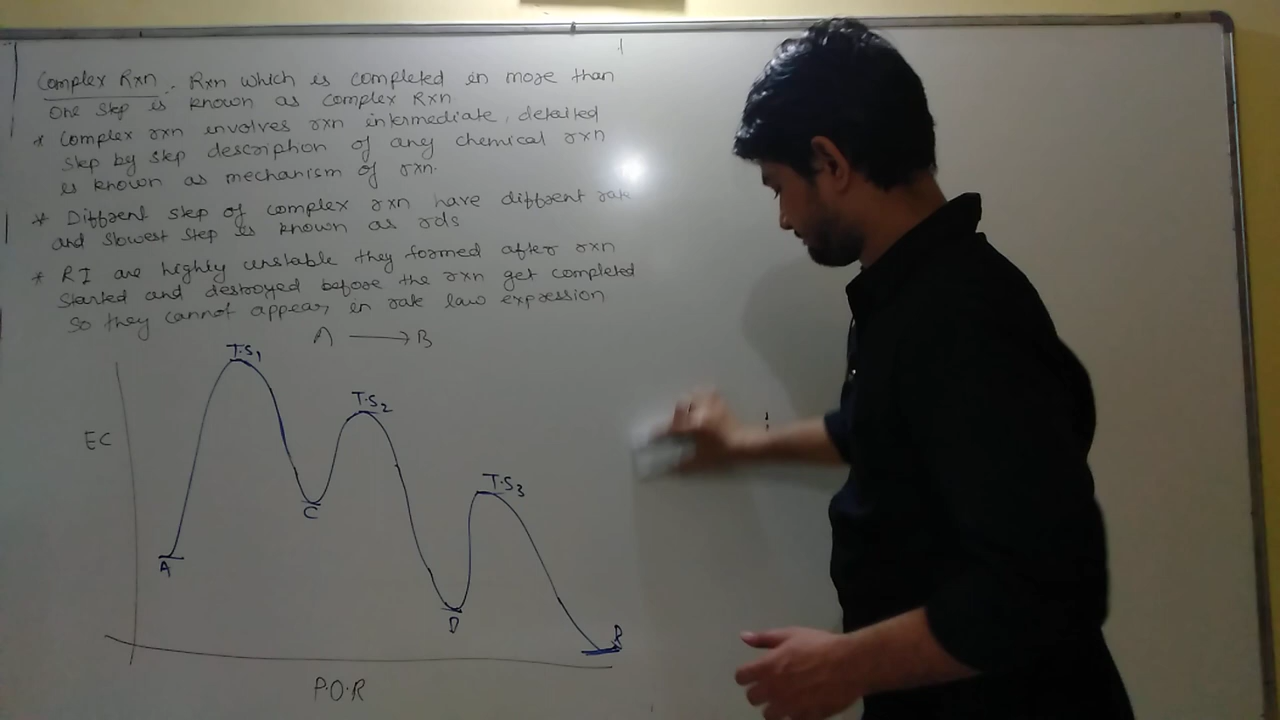 Complex Rxn. Rxn which is completed in more than
one step is known as complex Rxn
* Complex rxn involves rxn intermediate, detailed
step by step description of any chemical rxn
is known as mechanism of rxn.
* Diffrent step of complex rxn have diffrent rate
and slowest step is known as rds
* RI are highly unstable they formed after rxn
started and destroyed before the rxn get completed
so they cannot appear in rate law expression
A → B
T.S1
T.S2
EC
T.S3
C
A
D
B
P.O.R